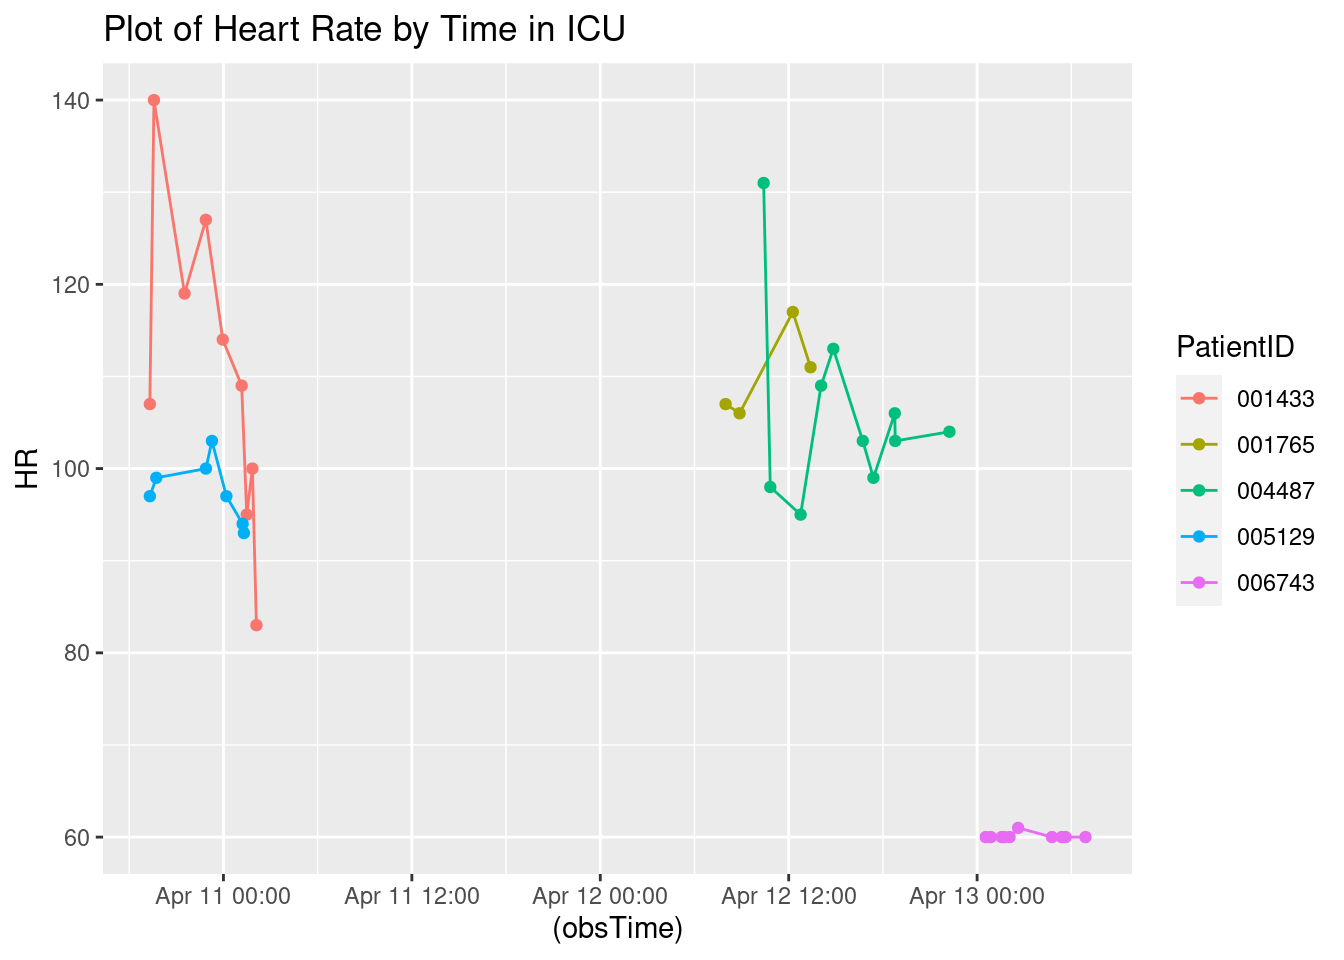 Plot of Heart Rate by Time in ICU
140
120
100
80
60
HR
Apr 11 00:00
Apr 11 12:00
Apr 12 00:00
Apr 12 12:00
Apr 13 00:00
(obsTime)
PatientID
001433
001765
004487
005129
006743